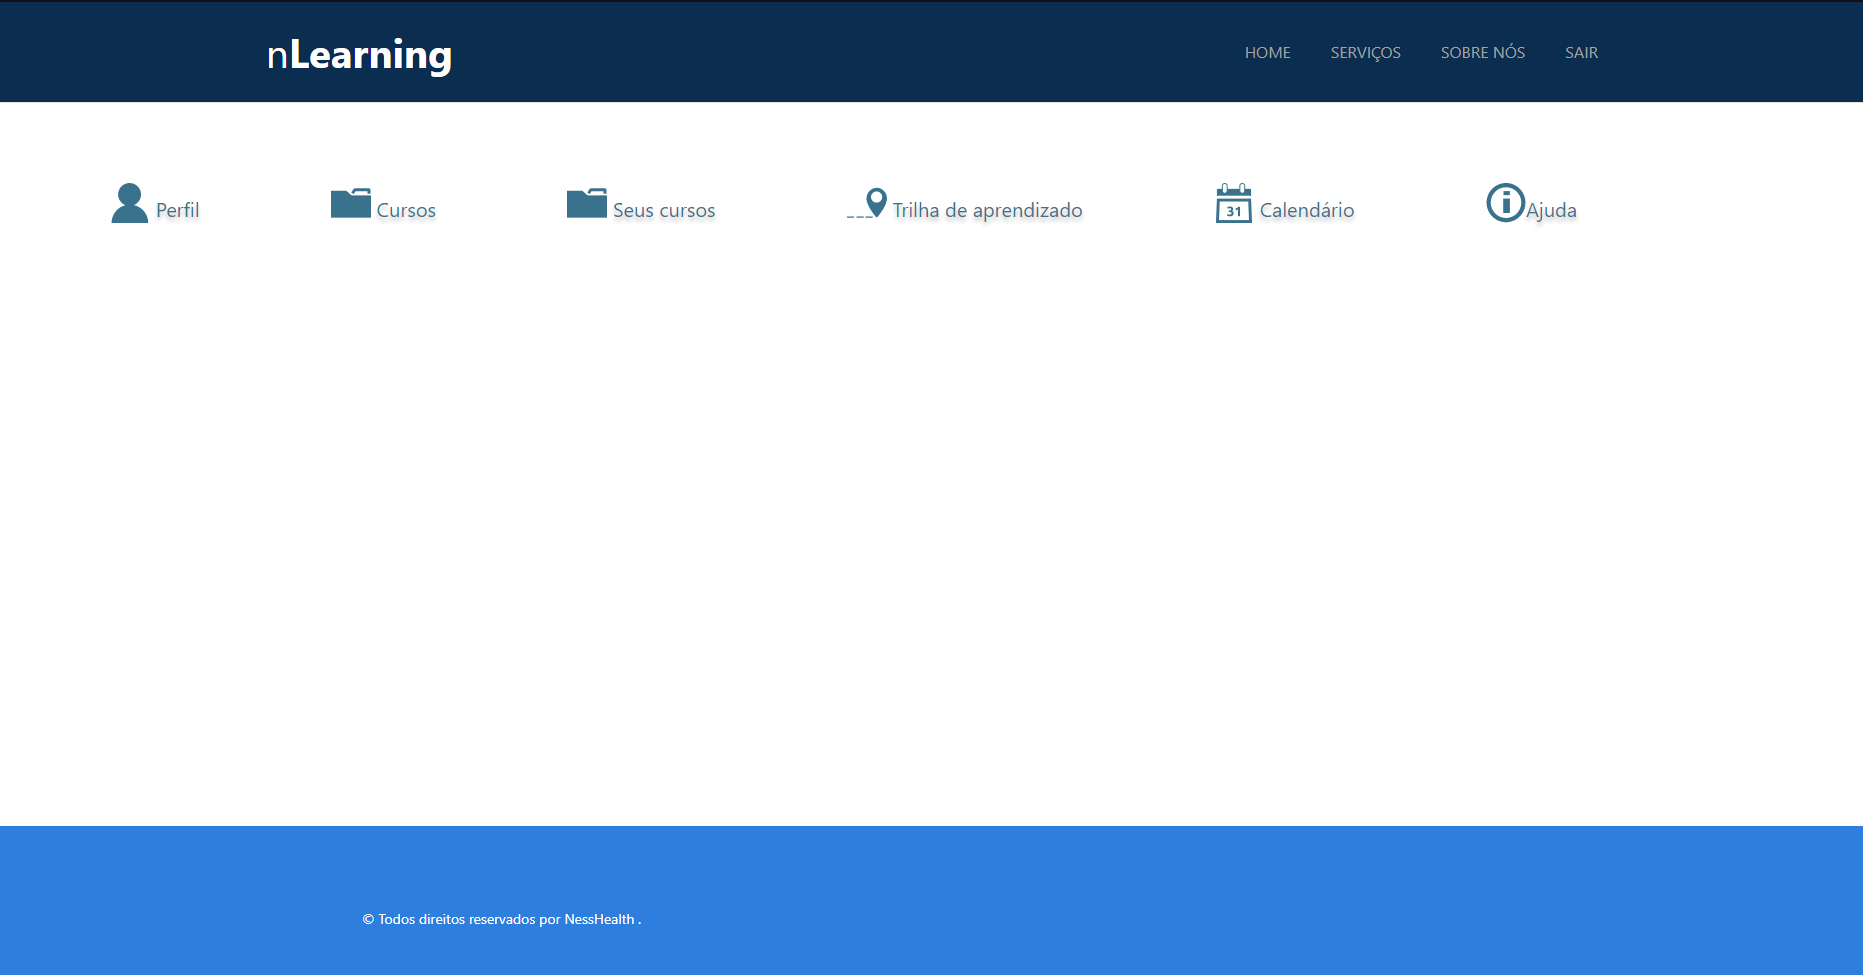 nLearning
HOME SERVIÇOS SOBRE NÓS SAIR
Perfil Cursos Seus cursos Trilha de aprendizado 31 Calendário Ajuda
© Todos direitos reservados por NessHealth .